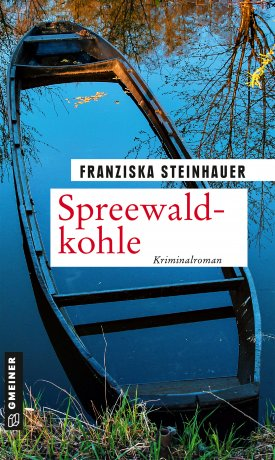 FRANZISKA STEINHAUER
Spreewald-
kohle
Kriminalroman
GMEINER